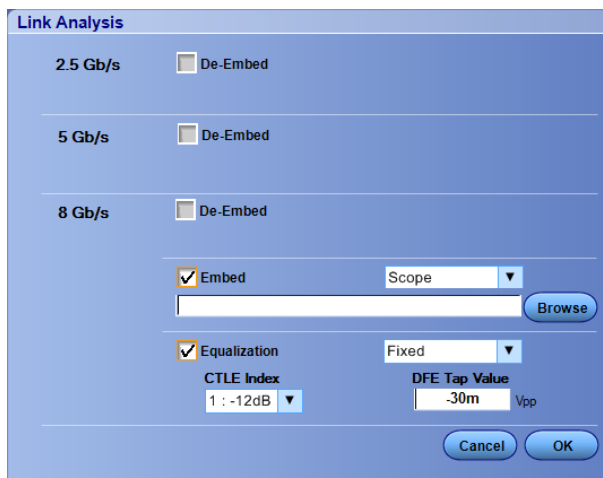 Link Analysis
2.5 Gb/s De-Embed
5 Gb/s De-Embed
8 Gb/s De-Embed
Embed Scope
Browse
Equalization Fixed
CTLE Index DFE Tap Value
1 : -12dB -30m Vpp
Cancel OK